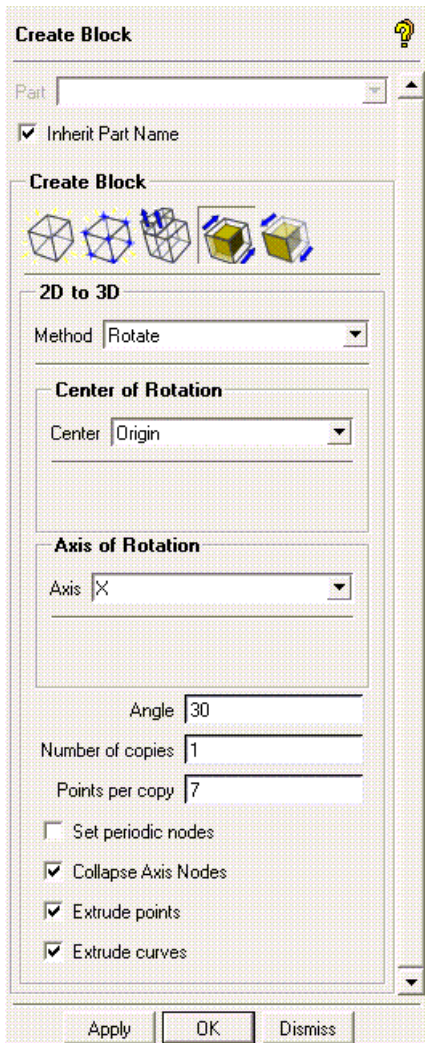 Create Block
Part
Inherit Part Name
Create Block
2D to 3D
Method Rotate
Center of Rotation
Center Origin
Axis of Rotation
Axis X
Angle 30
Number of copies 1
Points per copy 7
Set periodic nodes
Collapse Axis Nodes
Extrude points
Extrude curves
Apply OK Dismiss